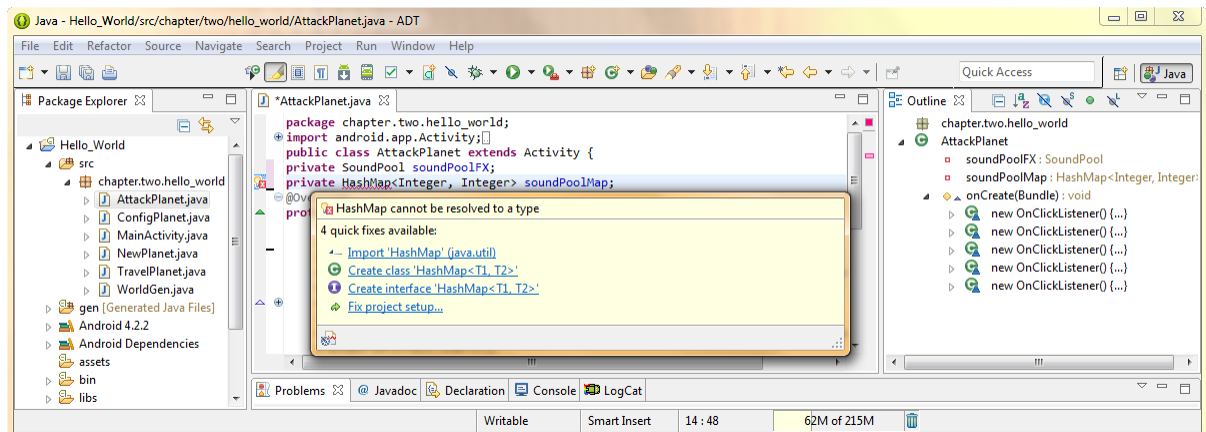 Java - Hello_World/src/chapter/two/hello_world/AttackPlanet.java - ADT
File Edit Refactor Source Navigate Search Project Run Window Help
Quick Access
Java
Package Explorer
Hello_World
src
chapter.two.hello_world
AttackPlanet.java
ConfigPlanet.java
MainActivity.java
NewPlanet.java
TravelPlanet.java
WorldGen.java
gen [Generated Java Files]
Android 4.2.2
Android Dependencies
assets
bin
libs
*AttackPlanet.java
package chapter.two.hello_world;
import android.app.Activity;
public class AttackPlanet extends Activity {
private SoundPool soundPoolFX;
private HashMap<Integer, Integer> soundPoolMap;
@Ov
pro
HashMap cannot be resolved to a type
4 quick fixes available:
Import 'HashMap' (java.util)
Create class 'HashMap<T1, T2>'
Create interface 'HashMap<T1, T2>'
Fix project setup...
Outline
chapter.two.hello_world
AttackPlanet
soundPoolFX : SoundPool
soundPoolMap : HashMap<Integer, Integer>
onCreate(Bundle) : void
new OnClickListener() {...}
new OnClickListener() {...}
new OnClickListener() {...}
new OnClickListener() {...}
new OnClickListener() {...}
Problems @ Javadoc Declaration Console LogCat
Writable Smart Insert 14 : 48 62M of 215M